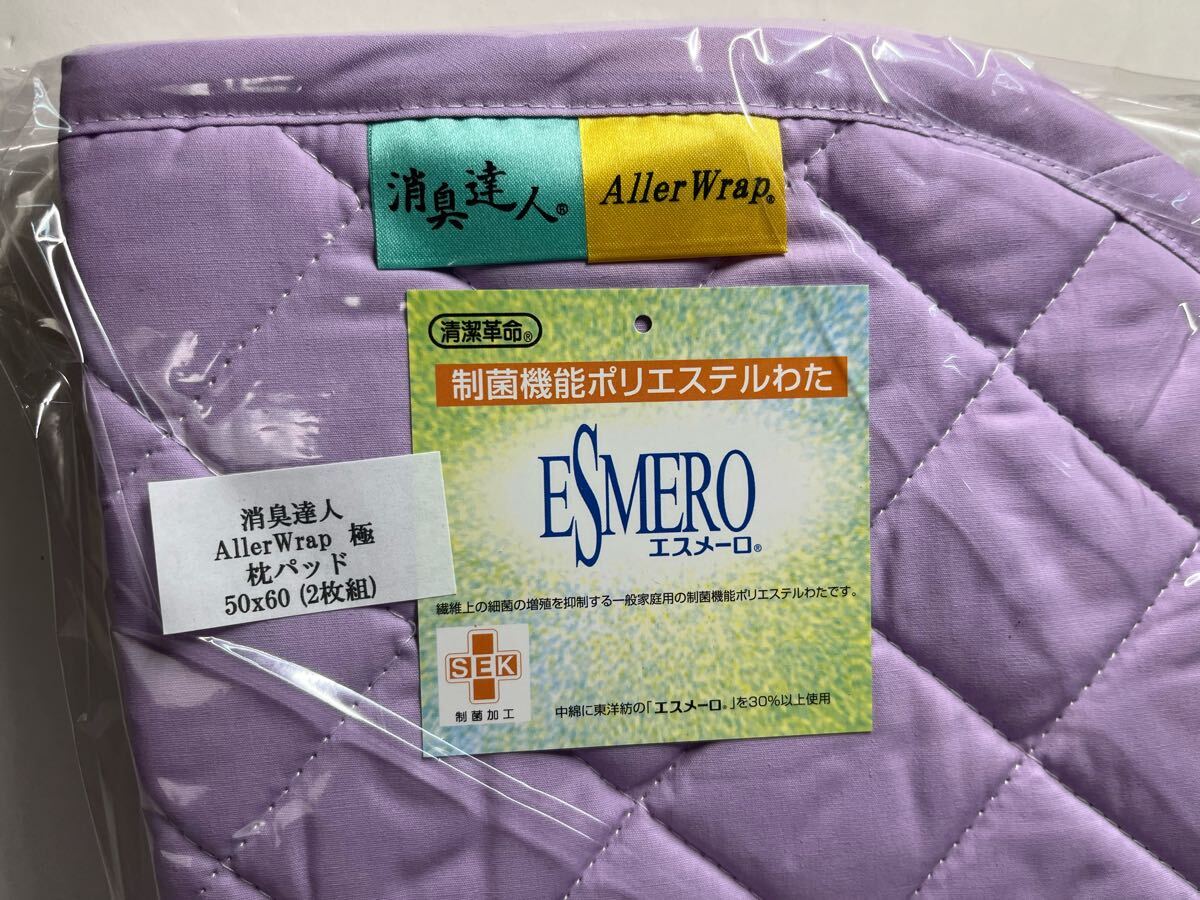 消臭達人®
AllerWrap®
清潔革命®
制菌機能ポリエステルわた
ESMERO
エスメーロ®
繊維上の細菌の増殖を抑制する一般家庭用の制菌機能ポリエステルわたです。
SEK
制菌加工
中綿に東洋紡の「エスメーロ®」を30%以上使用
消臭達人
AllerWrap 極
枕パッド
50x60 (2枚組)